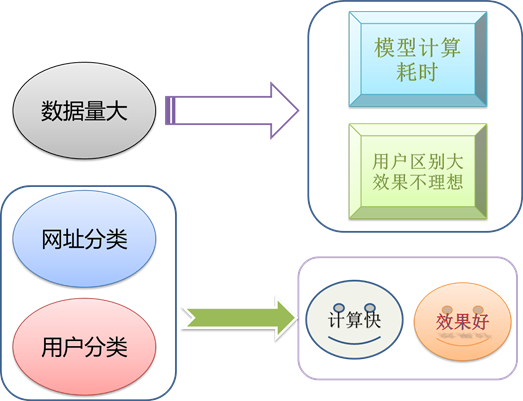 数据量大
模型计算
耗时
用户区别大
效果不理想
网址分类
用户分类
计算快
效果好